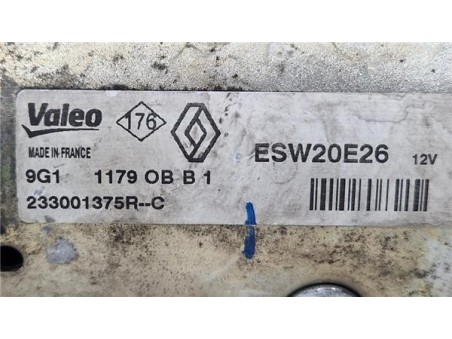 Valeo 176 ESW20E26 12V
MADE IN FRANCE
9G1 1179 OB B 1
233001375R--C